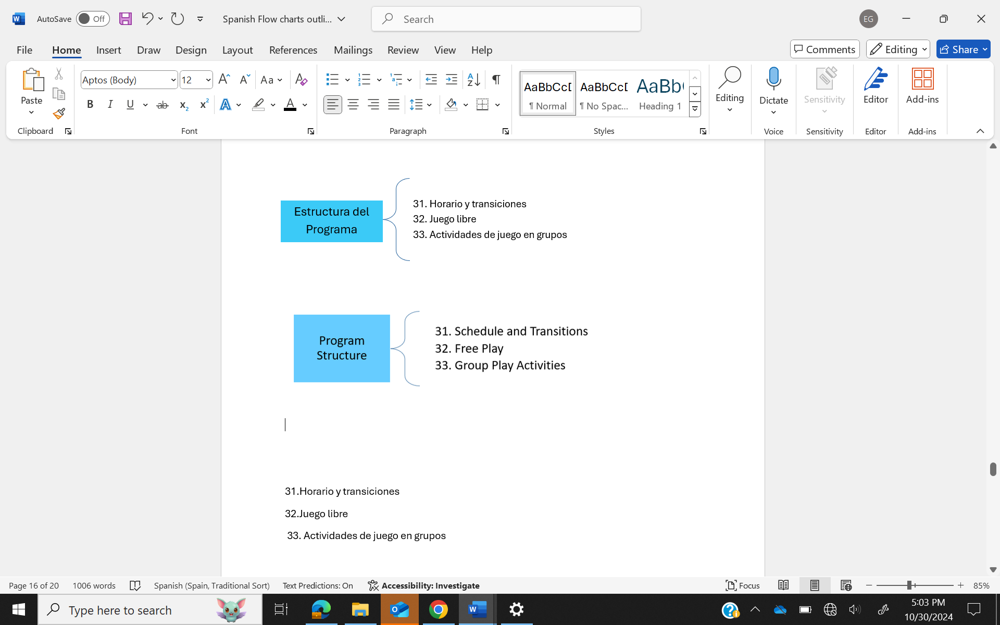 AutoSave Off Spanish Flow charts outli... Search EG
File Home Insert Draw Design Layout References Mailings Review View Help Comments Editing Share
Aptos (Body) 12 Aa
AaBbCcD AaBbCcD AaBb(
Paste ¶ Normal ¶ No Spac... Heading 1 Editing Dictate Sensitivity Editor Add-ins
Clipboard Font Paragraph Styles Voice Sensitivity Editor Add-ins
Estructura del
Programa
31. Horario y transiciones
32. Juego libre
33. Actividades de juego en grupos
Program
Structure
31. Schedule and Transitions
32. Free Play
33. Group Play Activities
31.Horario y transiciones
32.Juego libre
33. Actividades de juego en grupos
Page 16 of 20 1006 words Spanish (Spain, Traditional Sort) Text Predictions: On Accessibility: Investigate Focus 85%
Type here to search 5:03 PM
10/30/2024